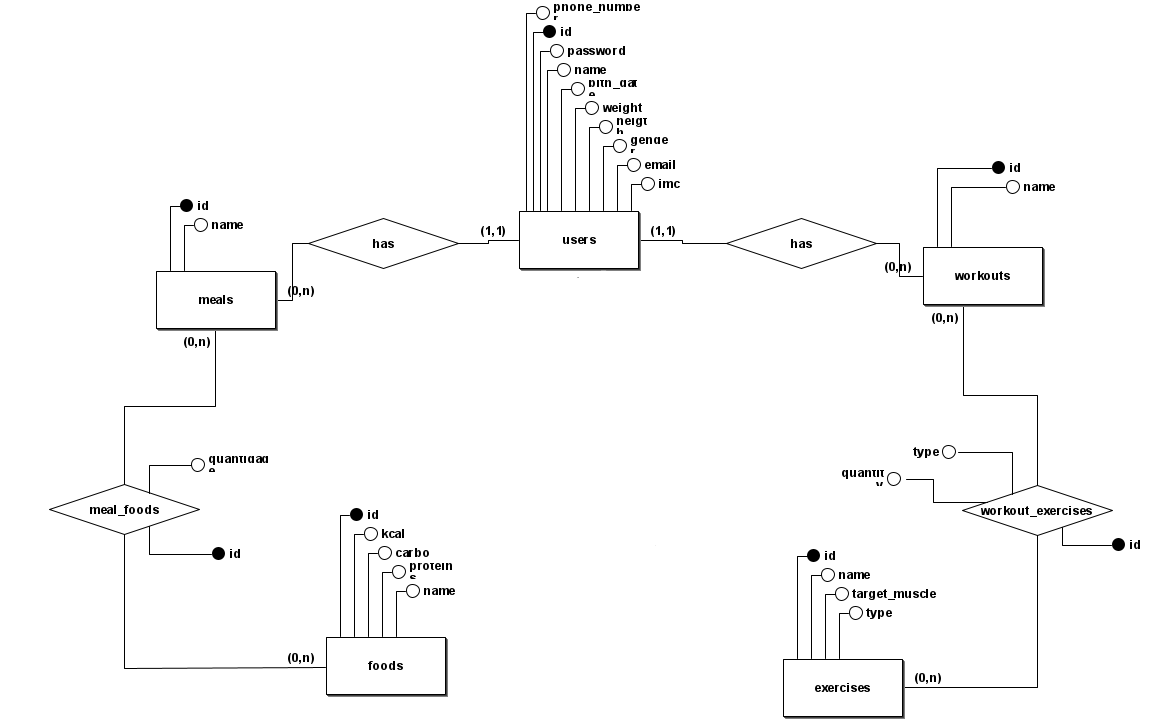 phone_numbe
r
id
password
name
bith_dat
e
weight
heigt
h
gende
r
email
imc
id
name
id
name
has
(1,1)
users
(1,1)
has
(0,n)
workouts
(0,n)
meals
(0,n)
(0,n)
quantidad
e
meal_foods
id
type
quantit
y
workout_exercises
id
id
kcal
carbo
protein
s
name
(0,n)
foods
id
name
target_muscle
type
(0,n)
exercises